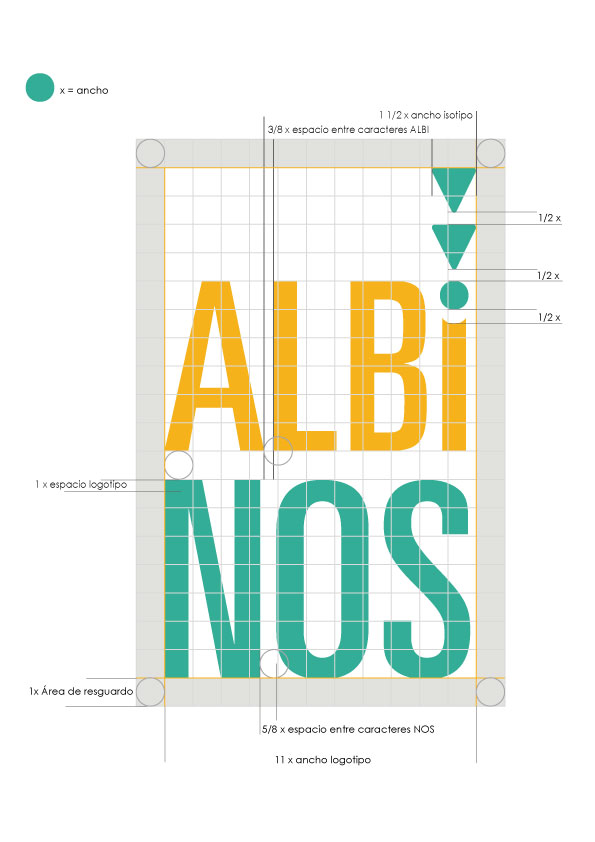 x = ancho
1 1/2 x ancho isotipo
3/8 x espacio entre caracteres ALBI
1/2 x
1/2 x
1/2 x
ALBi
1 x espacio logotipo
NOS
1x Área de resguardo
5/8 x espacio entre caracteres NOS
11 x ancho logotipo